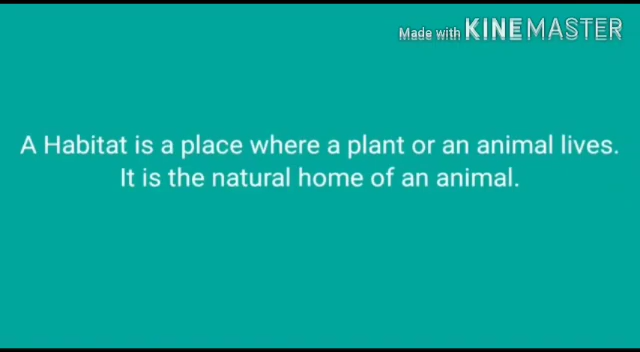 Made with KINEMASTER
A Habitat is a place where a plant or an animal lives.
It is the natural home of an animal.